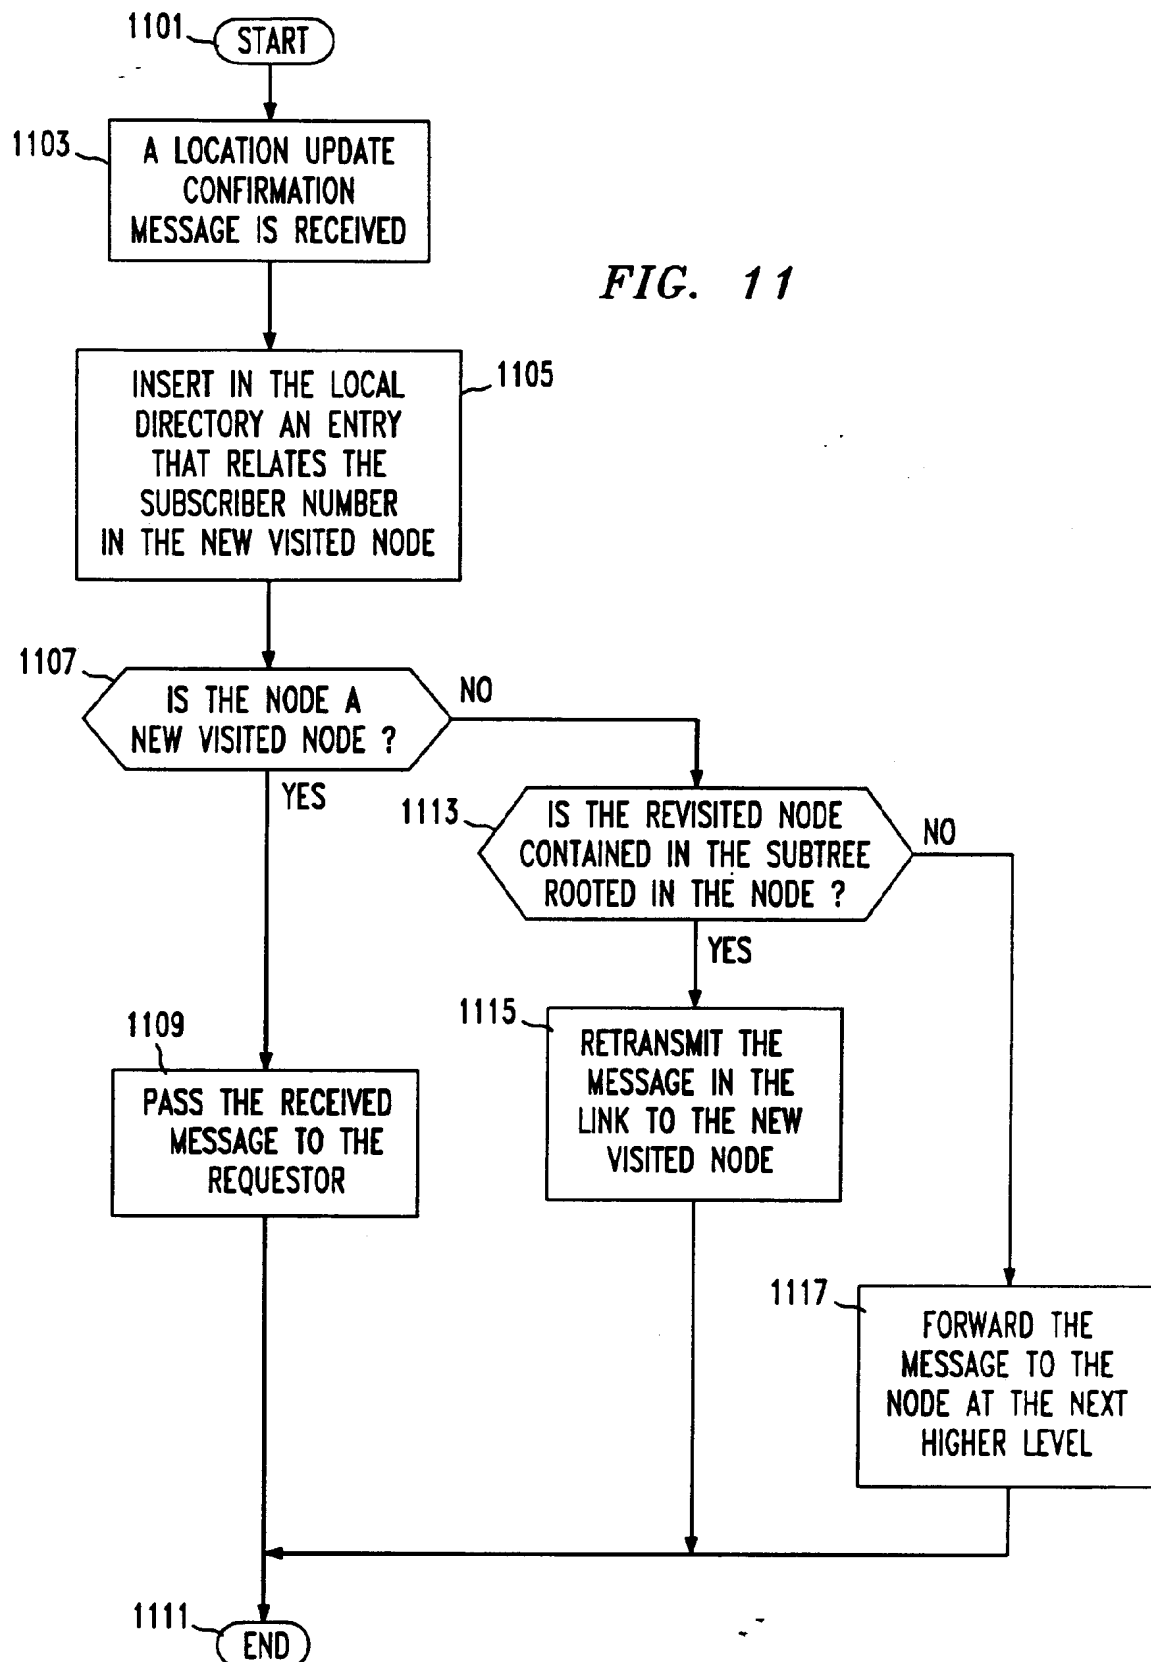 1101
START
1103
A LOCATION UPDATE
CONFIRMATION
MESSAGE IS RECEIVED
FIG. 11
1105
INSERT IN THE LOCAL
DIRECTORY AN ENTRY
THAT RELATES THE
SUBSCRIBER NUMBER
IN THE NEW VISITED NODE
1107
IS THE NODE A
NEW VISITED NODE ?
NO
YES
1113
IS THE REVISITED NODE
CONTAINED IN THE SUBTREE
ROOTED IN THE NODE ?
NO
YES
1109
PASS THE RECEIVED
MESSAGE TO THE
REQUESTOR
1115
RETRANSMIT THE
MESSAGE IN THE
LINK TO THE NEW
VISITED NODE
1117
FORWARD THE
MESSAGE TO THE
NODE AT THE NEXT
HIGHER LEVEL
1111
END